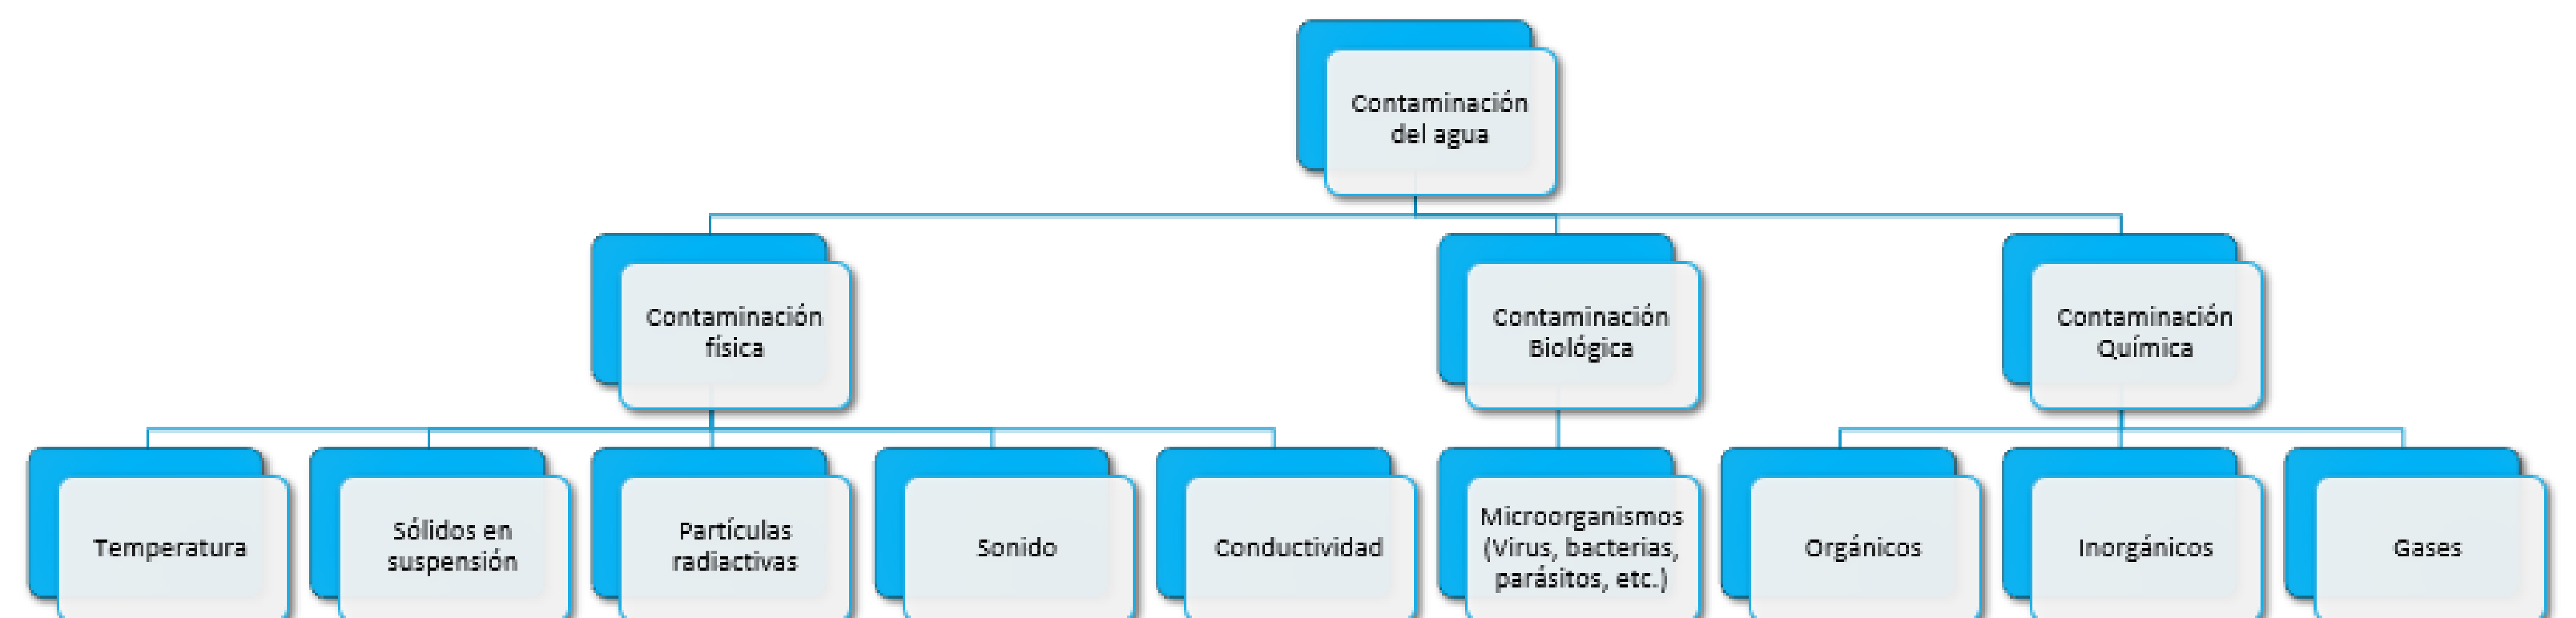 Contaminación
del agua
Contaminación
física
Contaminación
Biológica
Contaminación
Química
Temperatura
Sólidos en
suspensión
Partículas
radiactivas
Sonido
Conductividad
Microorganismos
(Virus, bacterias,
parásitos, etc.)
Orgánicos
Inorgánicos
Gases